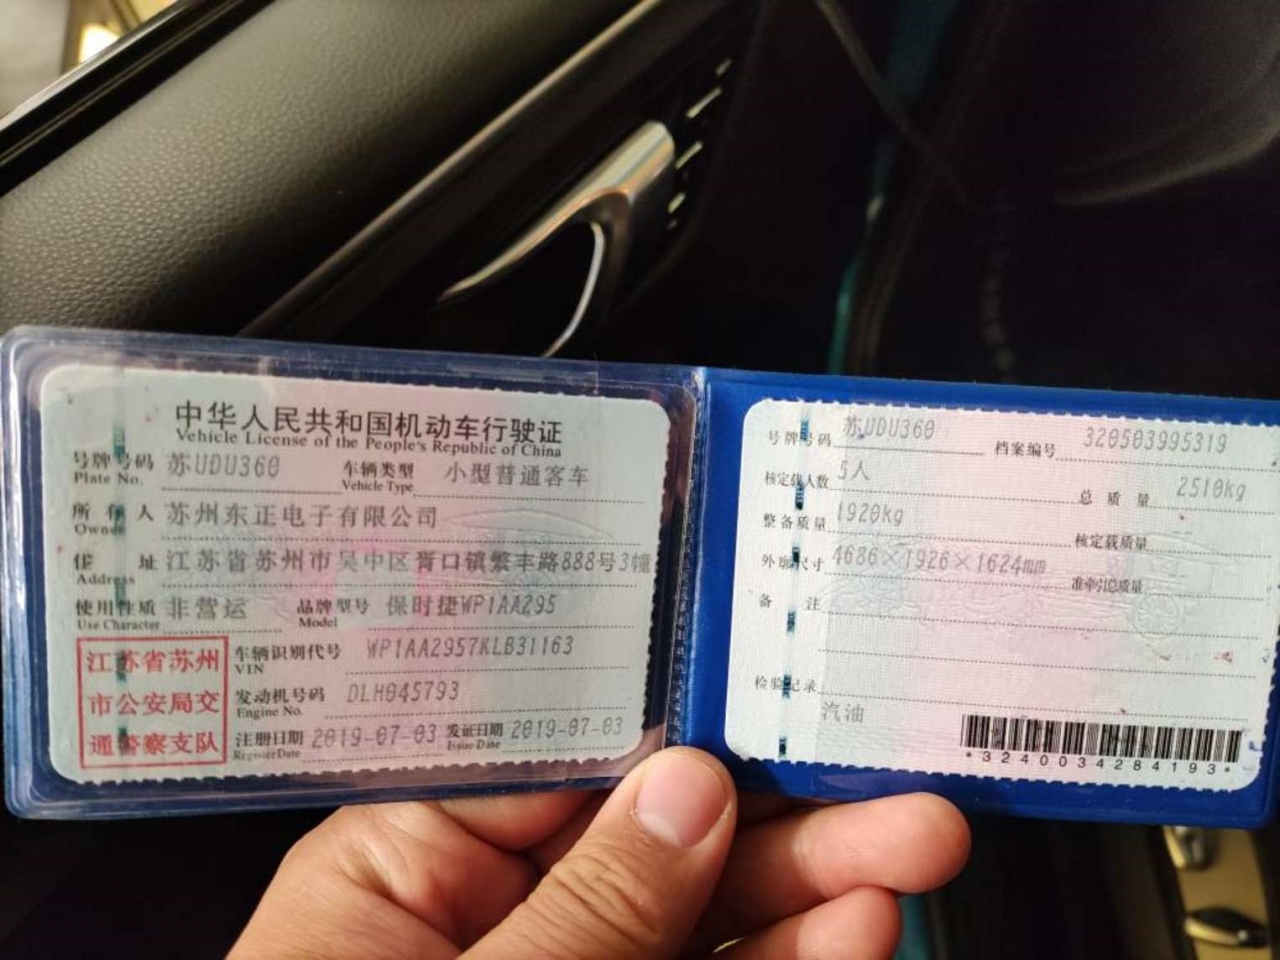 中华人民共和国机动车行驶证
Vehicle License of the People's Republic of China
号牌号码 苏UDU360 车辆类型 小型普通客车
Plate No. Vehicle Type
所有人 苏州东正电子有限公司
Owner
住址 江苏省苏州市吴中区胥口镇繁丰路888号3幢
Address
使用性质 非营运 品牌型号 保时捷WP1AA295
Use Character Model
江苏省苏州
市公安局交
通警察支队
车辆识别代号 WP1AA2957KLB31163
VIN
发动机号码 DLH045793
Engine No.
注册日期 2019-07-03 发证日期 2019-07-03
Register Date Issue Date
号牌号码 苏UDU360 档案编号 320503995319
核定载人数 5人 总质量 2510kg
整备质量 1920kg 核定载质量
外廓尺寸 4686×1926×1624mm 准牵引总质量
备注
检验记录
汽油
*3240034284193*